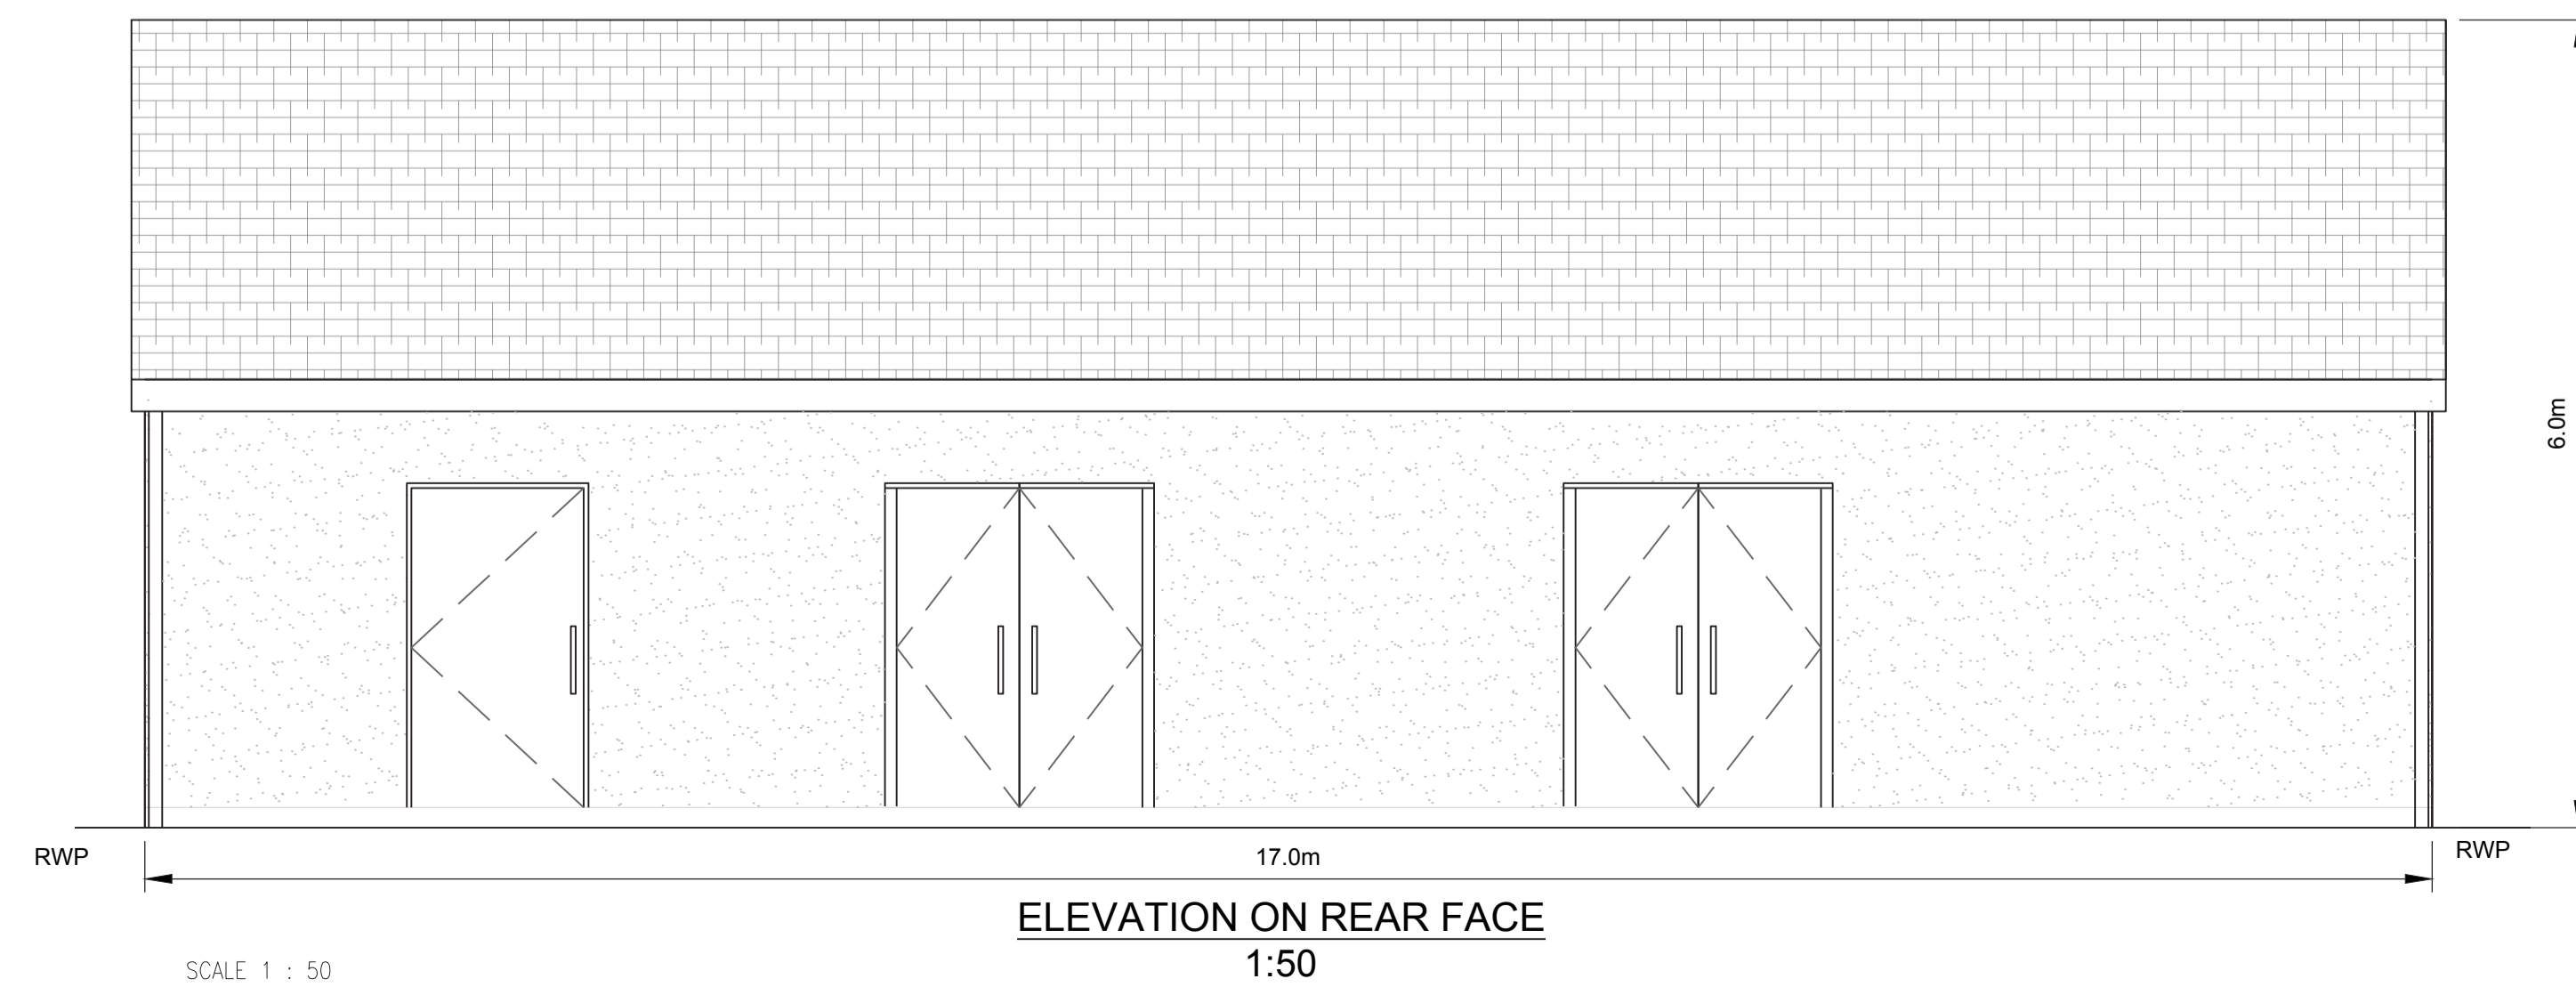 6.0m
RWP
17.0m
RWP
ELEVATION ON REAR FACE
1:50
SCALE 1 : 50